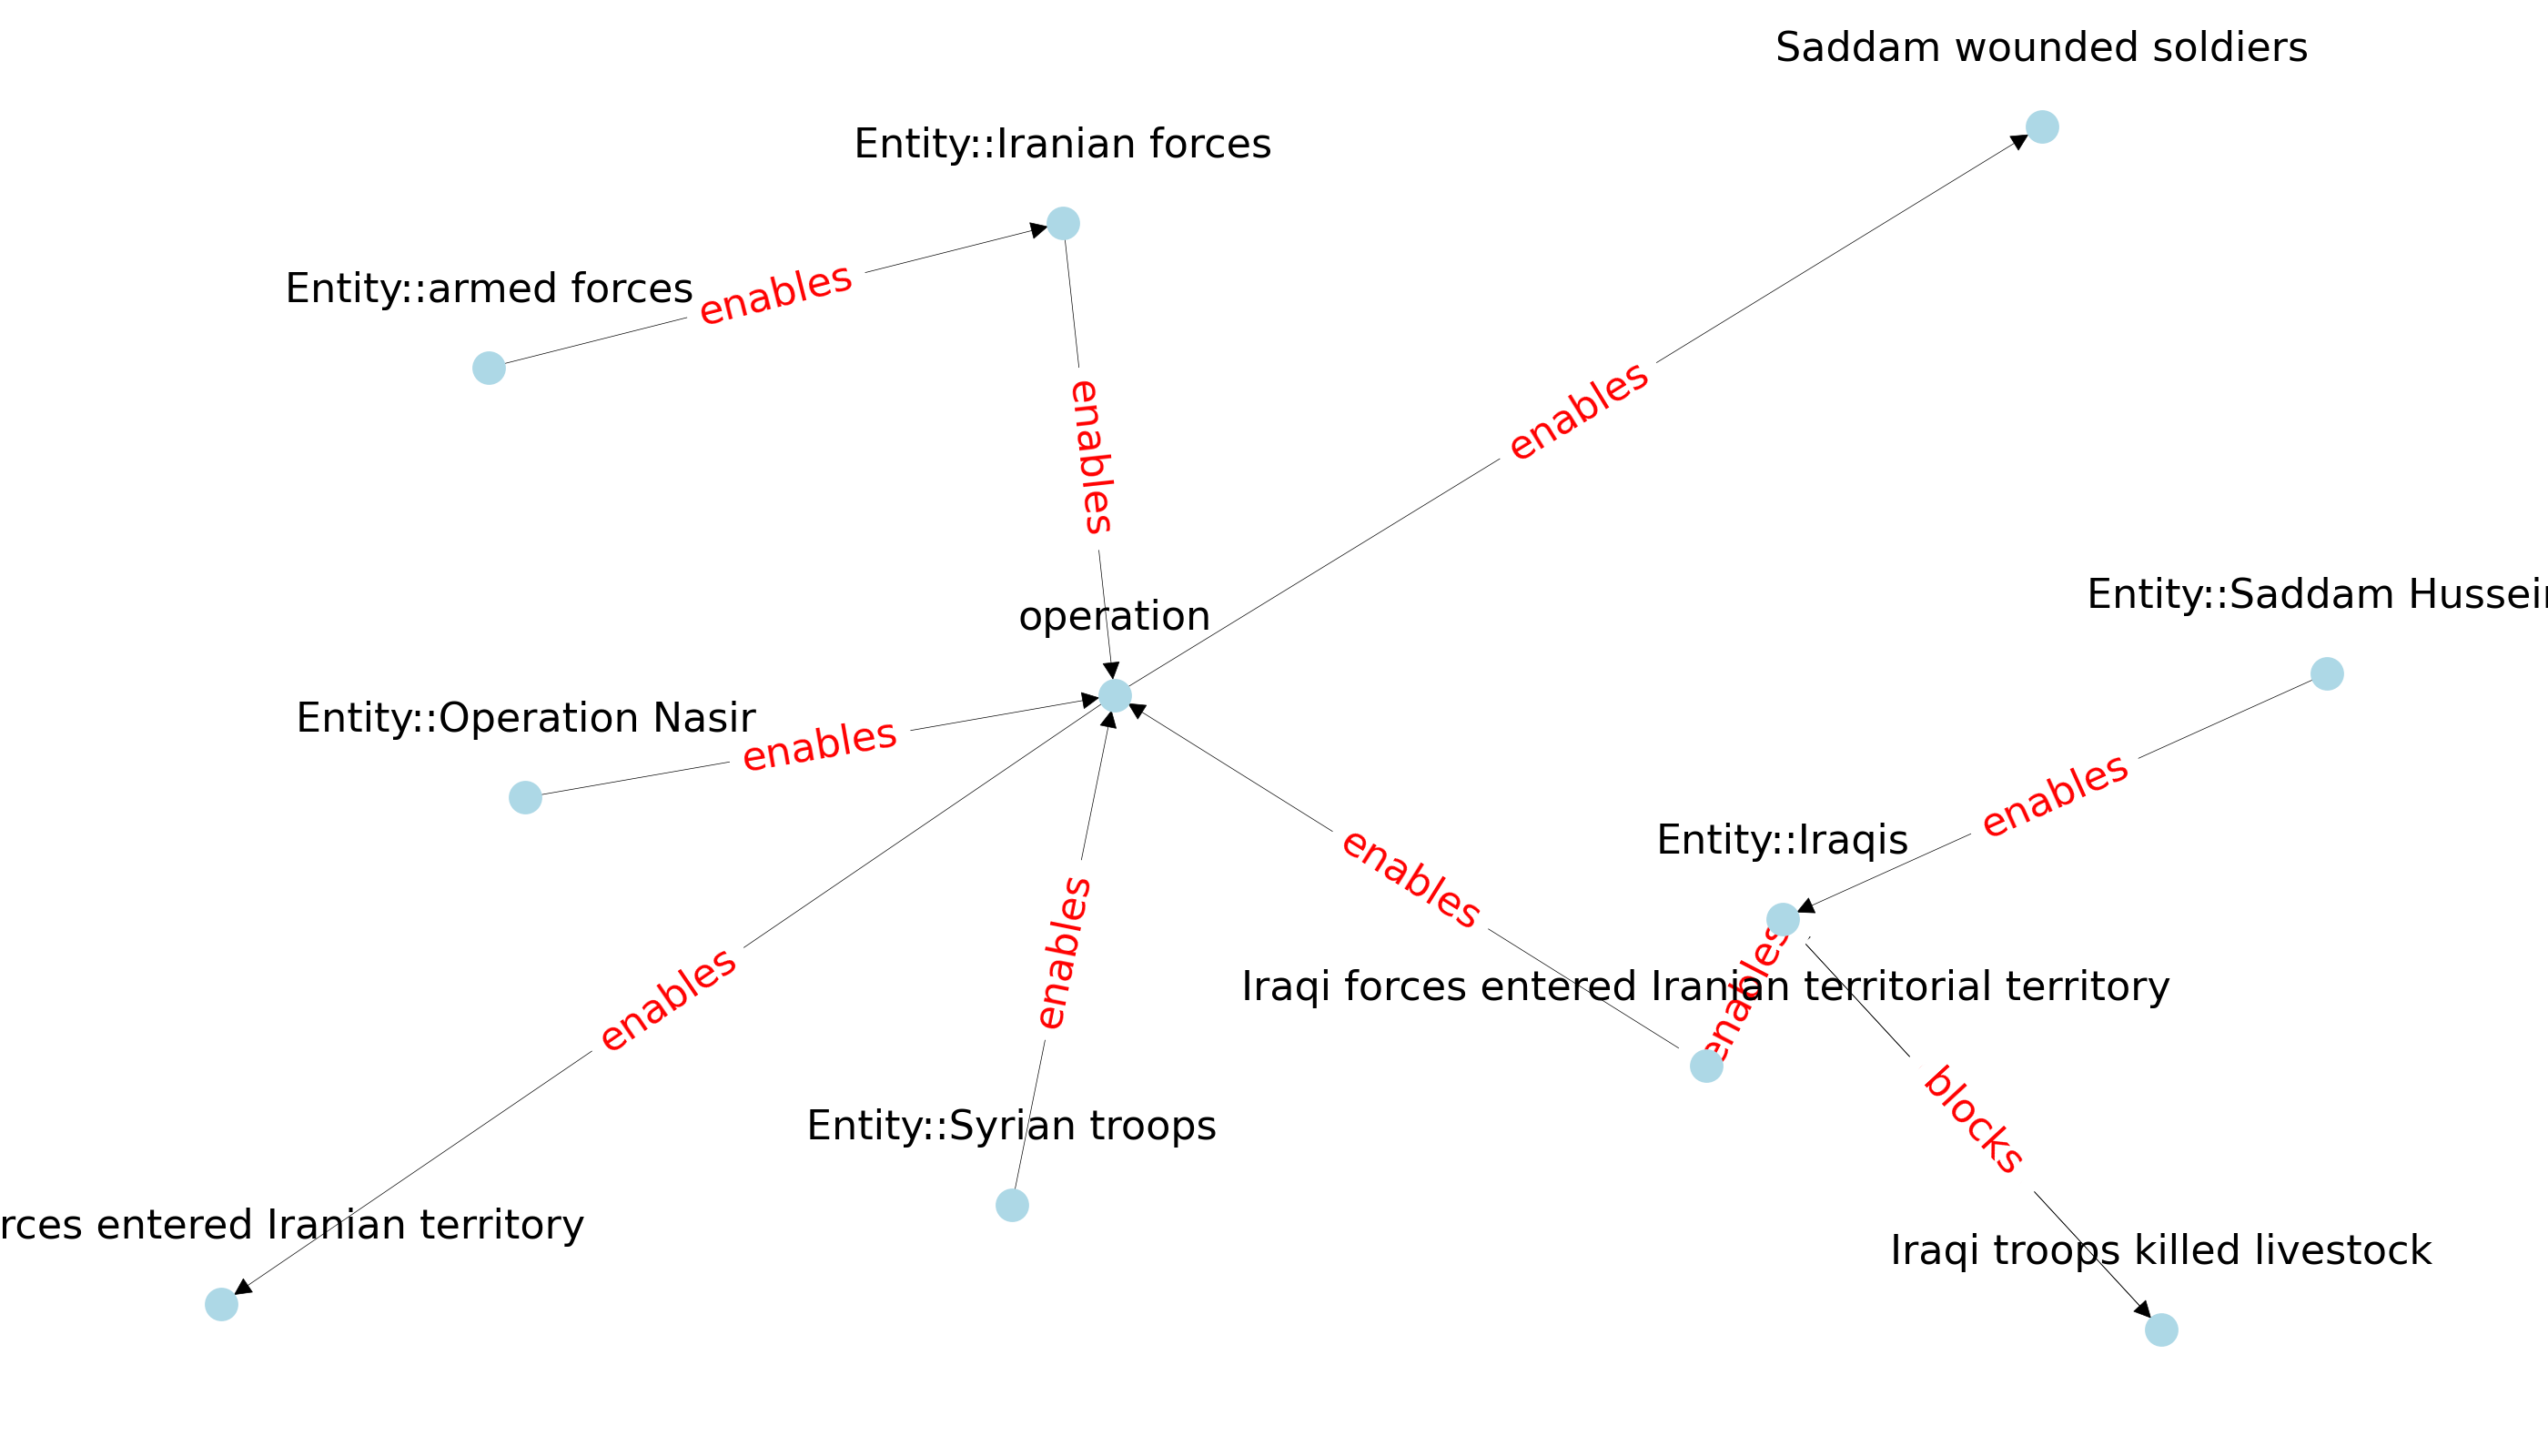 Saddam wounded soldiers
Entity::Iranian forces
Entity::armed forces
enables
enables
enables
Entity::Saddam Hussei
operation
Entity::Operation Nasir
enables
enables
Entity::Iraqis
enables
enables
enables
Iraqi forces entered Iranian territorial territory
enables
blocks
Entity::Syrian troops
rces entered Iranian territory
Iraqi troops killed livestock